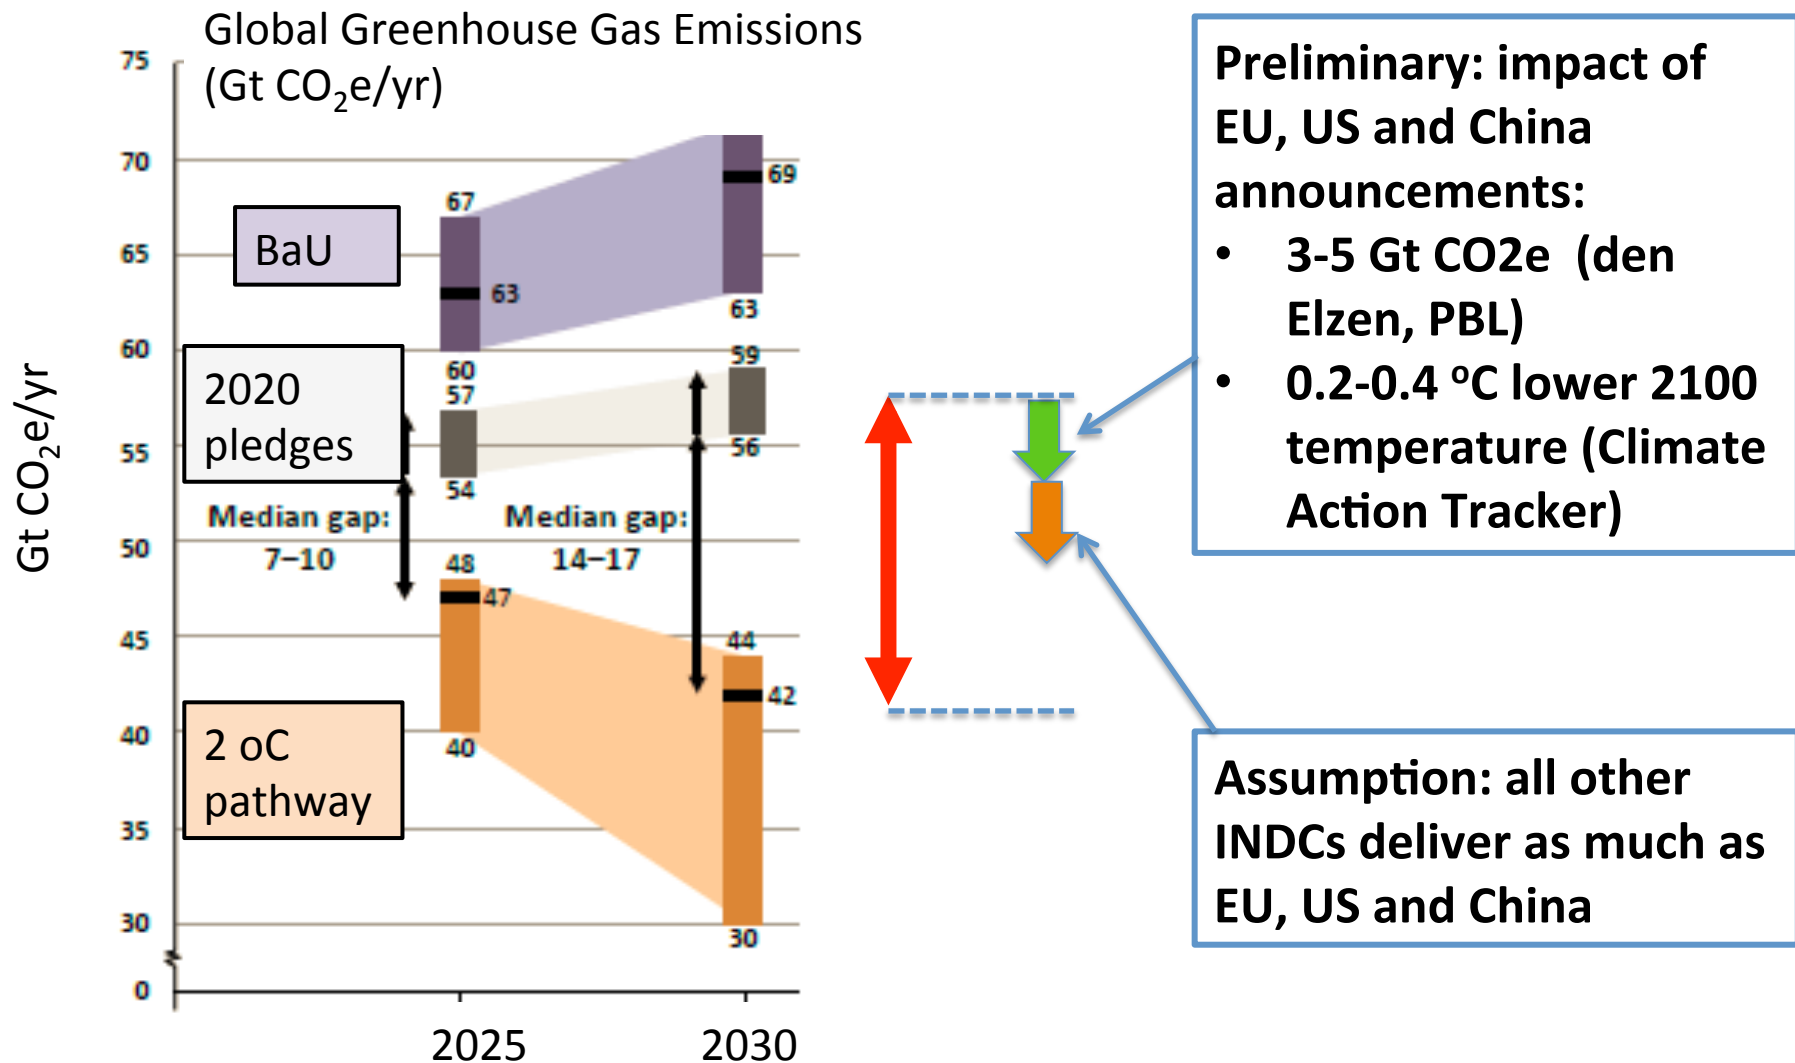 Global Greenhouse Gas Emissions
(Gt CO₂e/yr)
Gt CO₂e/yr
75
70
65
60
55
50
45
40
35
30
0
2025
2030
BaU
67
63
60
69
63
2020
pledges
57
54
59
56
Median gap:
7–10
Median gap:
14–17
2 oC
pathway
48
47
40
44
42
30
Preliminary: impact of
EU, US and China
announcements:
• 3-5 Gt CO2e (den
Elzen, PBL)
• 0.2-0.4 ᵒC lower 2100
temperature (Climate
Action Tracker)
Assumption: all other
INDCs deliver as much as
EU, US and China